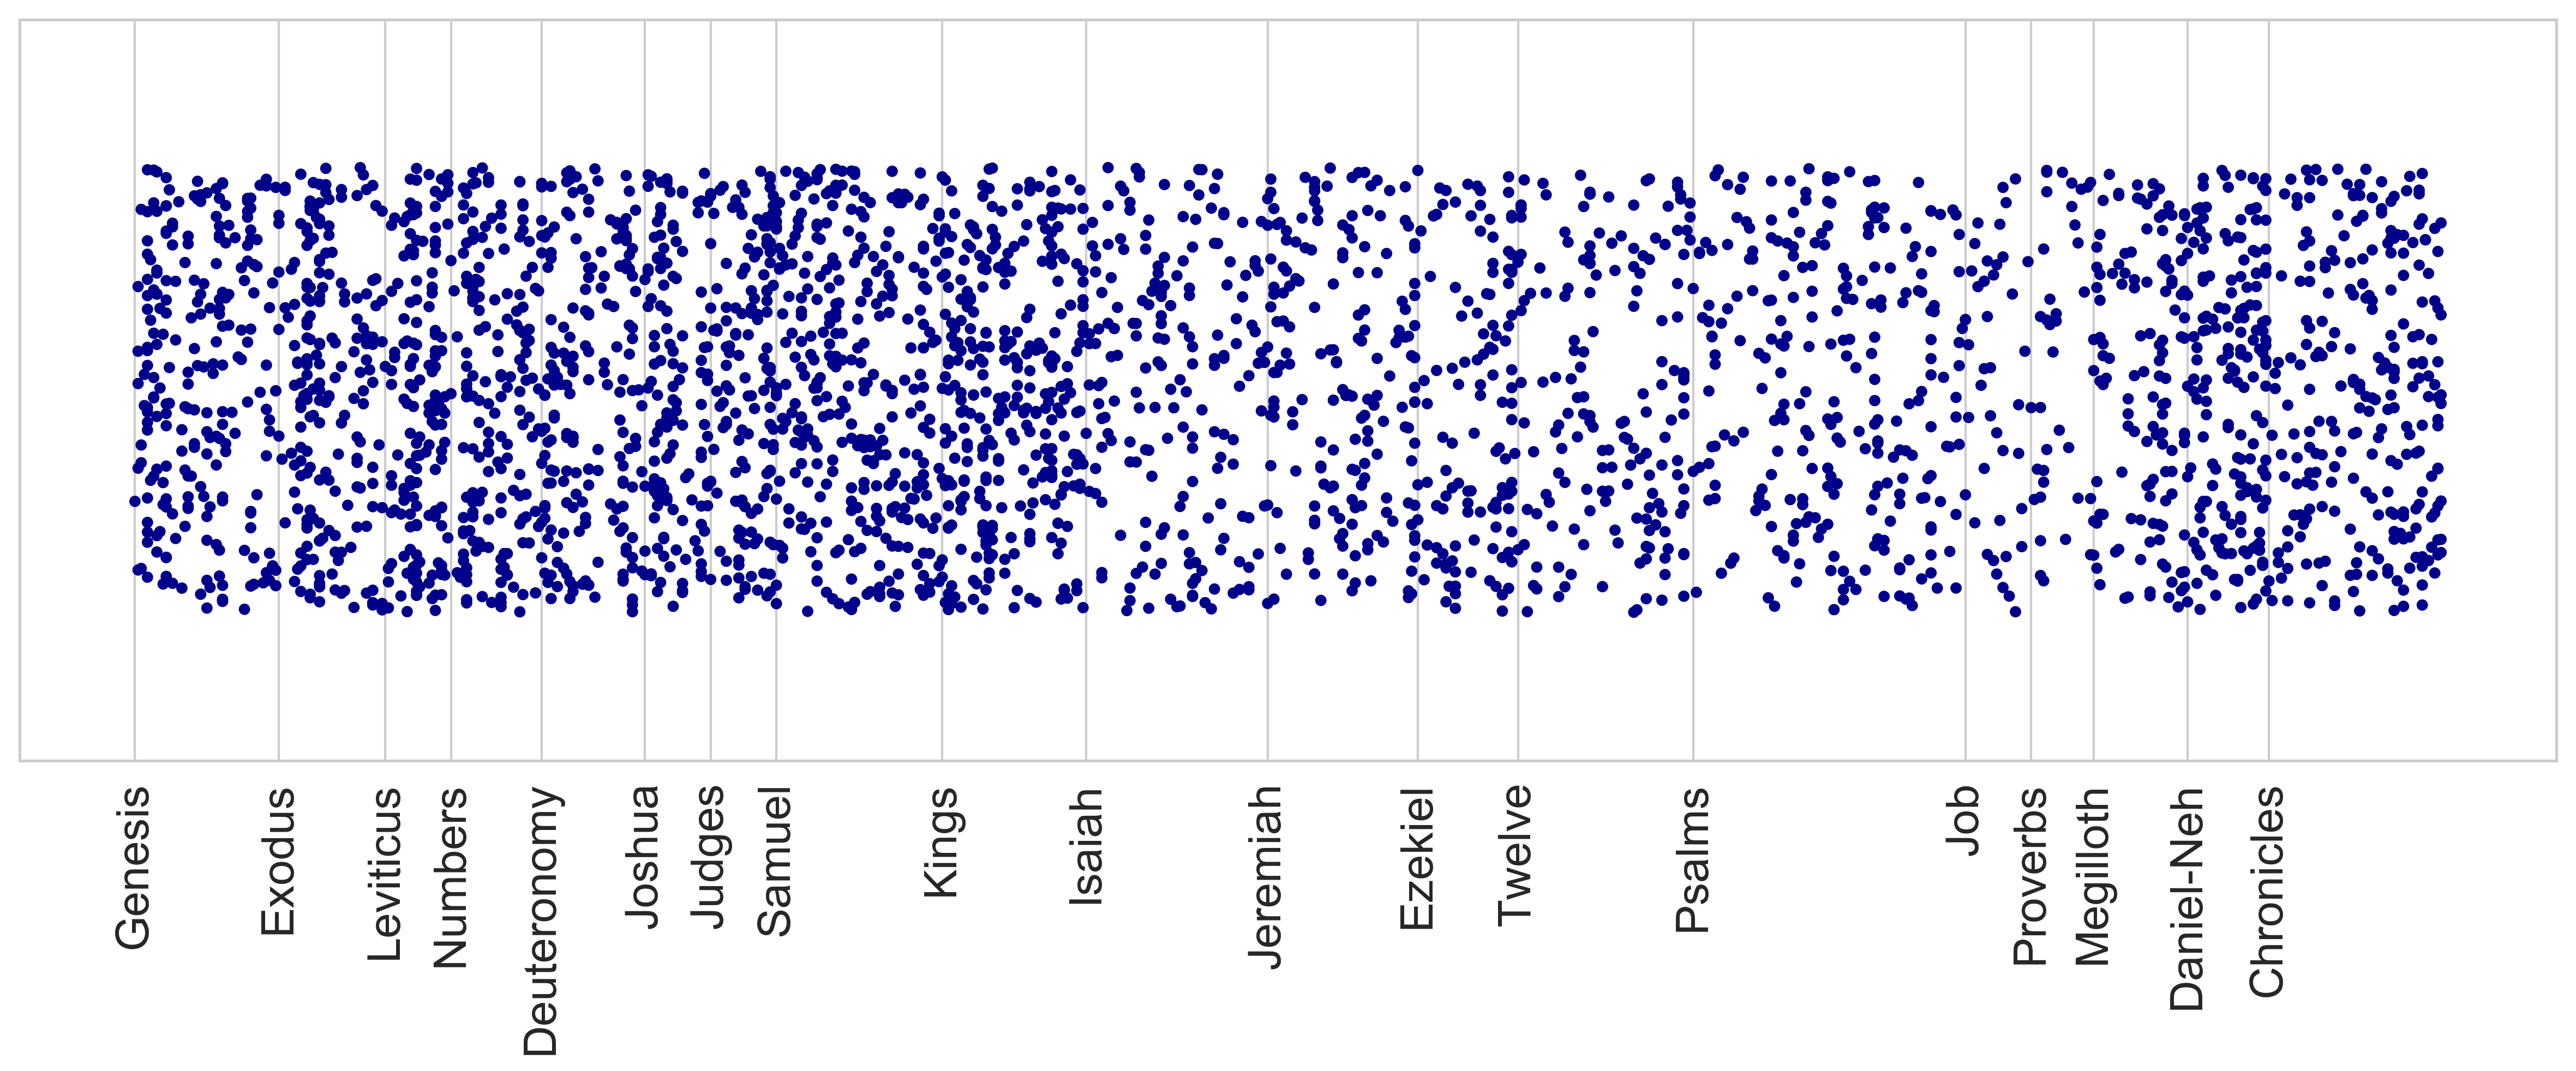 Genesis
Exodus
Leviticus
Numbers
Deuteronomy
Joshua
Judges
Samuel
Kings
Isaiah
Jeremiah
Ezekiel
Twelve
Psalms
Job
Proverbs
Megilloth
Daniel-Neh
Chronicles